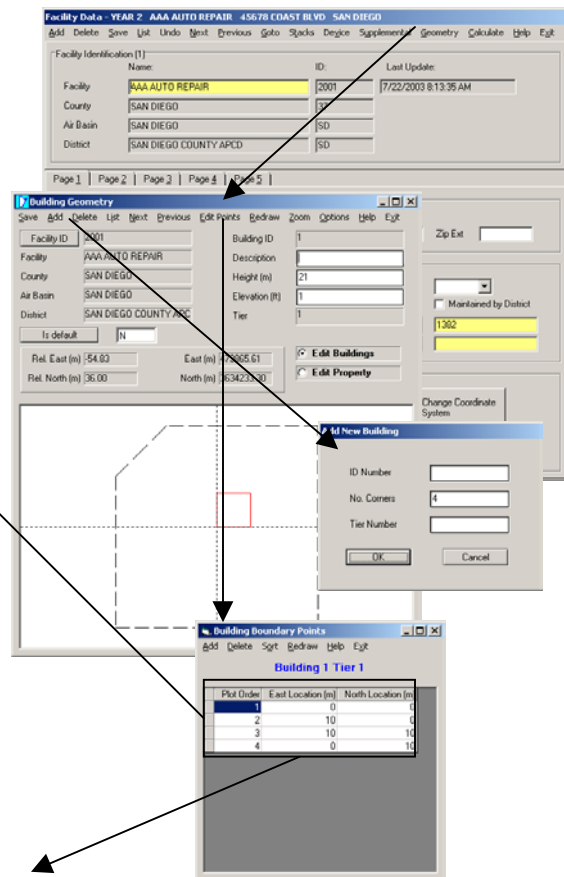 Facility Data - YEAR 2 AAA AUTO REPAIR 45678 COAST BLVD SAN DIEGO
Add Delete Save List Undo Next Previous Goto Stacks Device Supplemental Geometry Calculate Help Exit
Facility Identification (1)
Name: ID: Last Update:
Facility AAA AUTO REPAIR 2001 7/22/2003 8:13:35 AM
County SAN DIEGO 37
Air Basin SAN DIEGO SD
District SAN DIEGO COUNTY APCD SD
Page 1 Page 2 Page 3 Page 4 Page 5
Building Geometry
Save Add Delete List Next Previous Edit Points Redraw Zoom Options Help Exit
Facility ID 2001 Building ID 1
Facility AAA AUTO REPAIR Description
County SAN DIEGO Height (m) 21
Air Basin SAN DIEGO Elevation (ft) 1
District SAN DIEGO COUNTY APC Tier 1
Is default N
Rel. East (m) -54.83 East (m)
Rel. North (m) 36.00 North (m)
Edit Buildings
Edit Property
Zip Ext
Maintained by District
1382
Change Coordinate
System
Add New Building
ID Number
No. Corners 4
Tier Number
OK Cancel
Building Boundary Points
Add Delete Sort Redraw Help Exit
Building 1 Tier 1
Plot Order East Location (m) North Location (m)
1 0 0
2 10 0
3 10 10
4 0 10